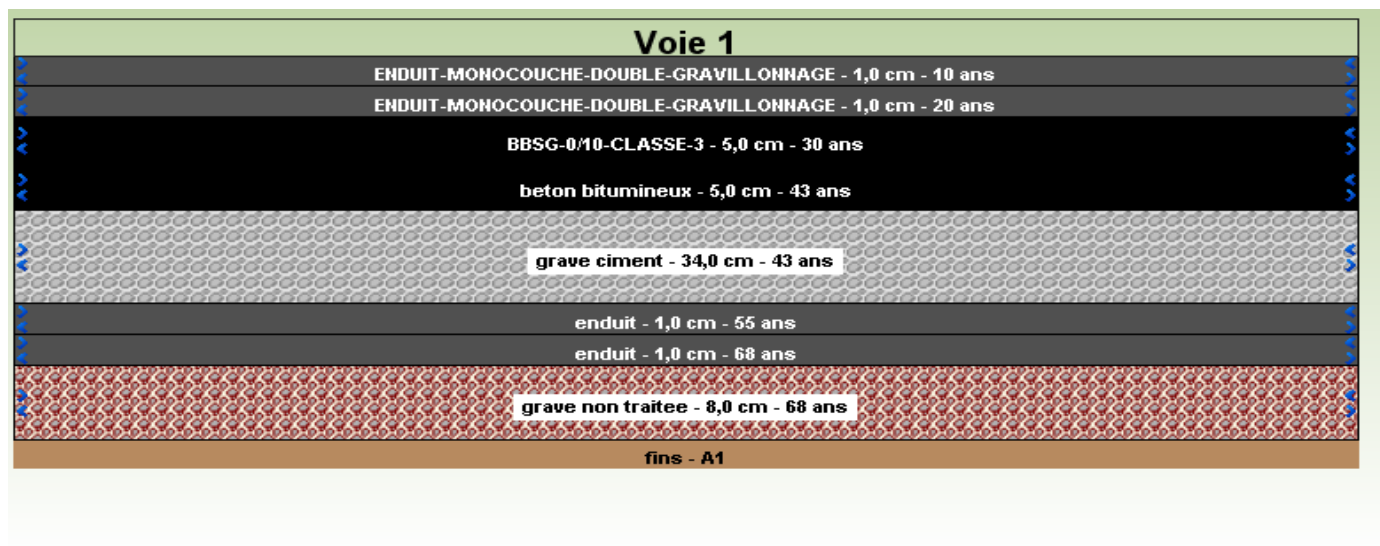 Voie 1
ENDUIT-MONOCOUCHE-DOUBLE-GRAVILLONNAGE - 1,0 cm - 10 ans
ENDUIT-MONOCOUCHE-DOUBLE-GRAVILLONNAGE - 1,0 cm - 20 ans
BBSG-0/10-CLASSE-3 - 5,0 cm - 30 ans
beton bitumineux - 5,0 cm - 43 ans
grave ciment - 34,0 cm - 43 ans
enduit - 1,0 cm - 55 ans
enduit - 1,0 cm - 68 ans
grave non traitee - 8,0 cm - 68 ans
fins - A1